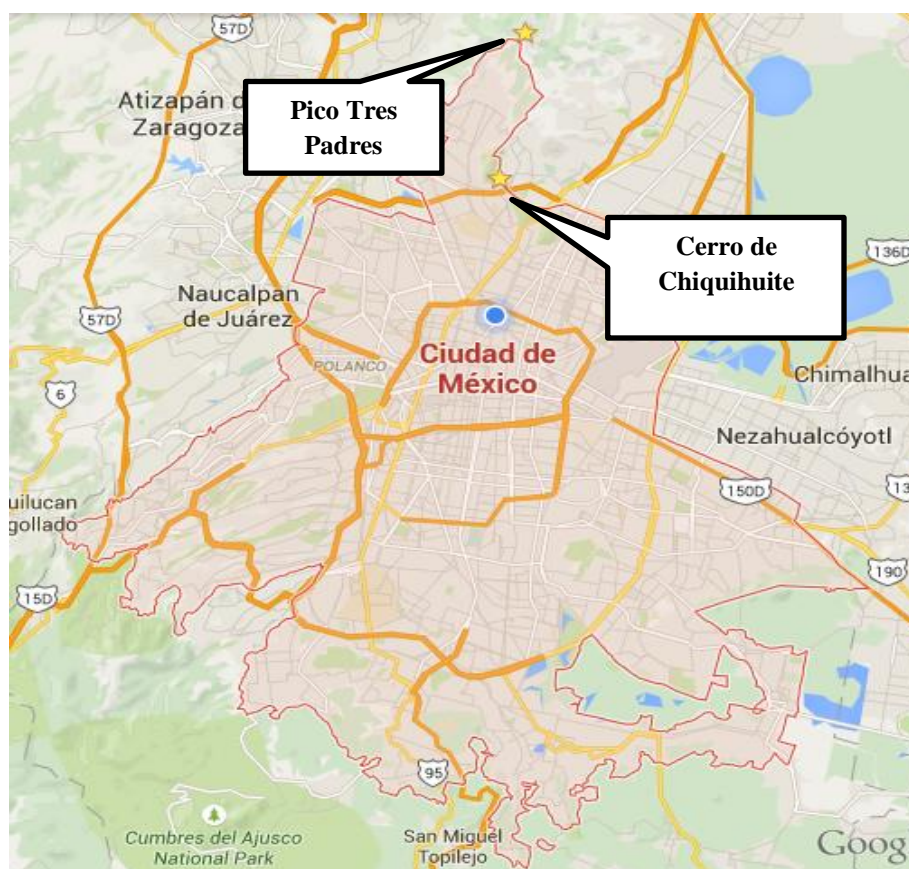 57D
Atizapán d
Zaragoza
Pico Tres
Padres
Cerro de
Chiquihuite
136D
Naucalpan
de Juárez
57D
POLANCO
Ciudad de
México
Chimalhua
6
Nezahualcóyotl
uilucan
gollado
150D
13
15D
190
95
Cumbres del Ajusco
National Park
San Miguel
Topilejo
Goog